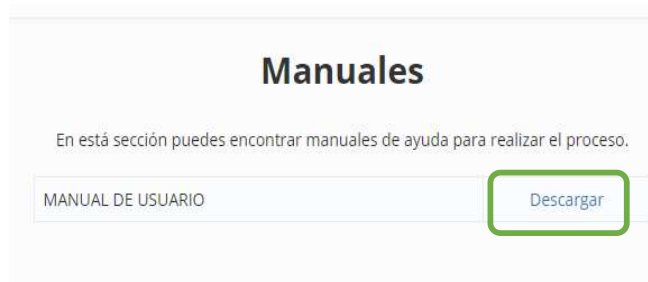 Manuales
En está sección puedes encontrar manuales de ayuda para realizar el proceso.
MANUAL DE USUARIO Descargar